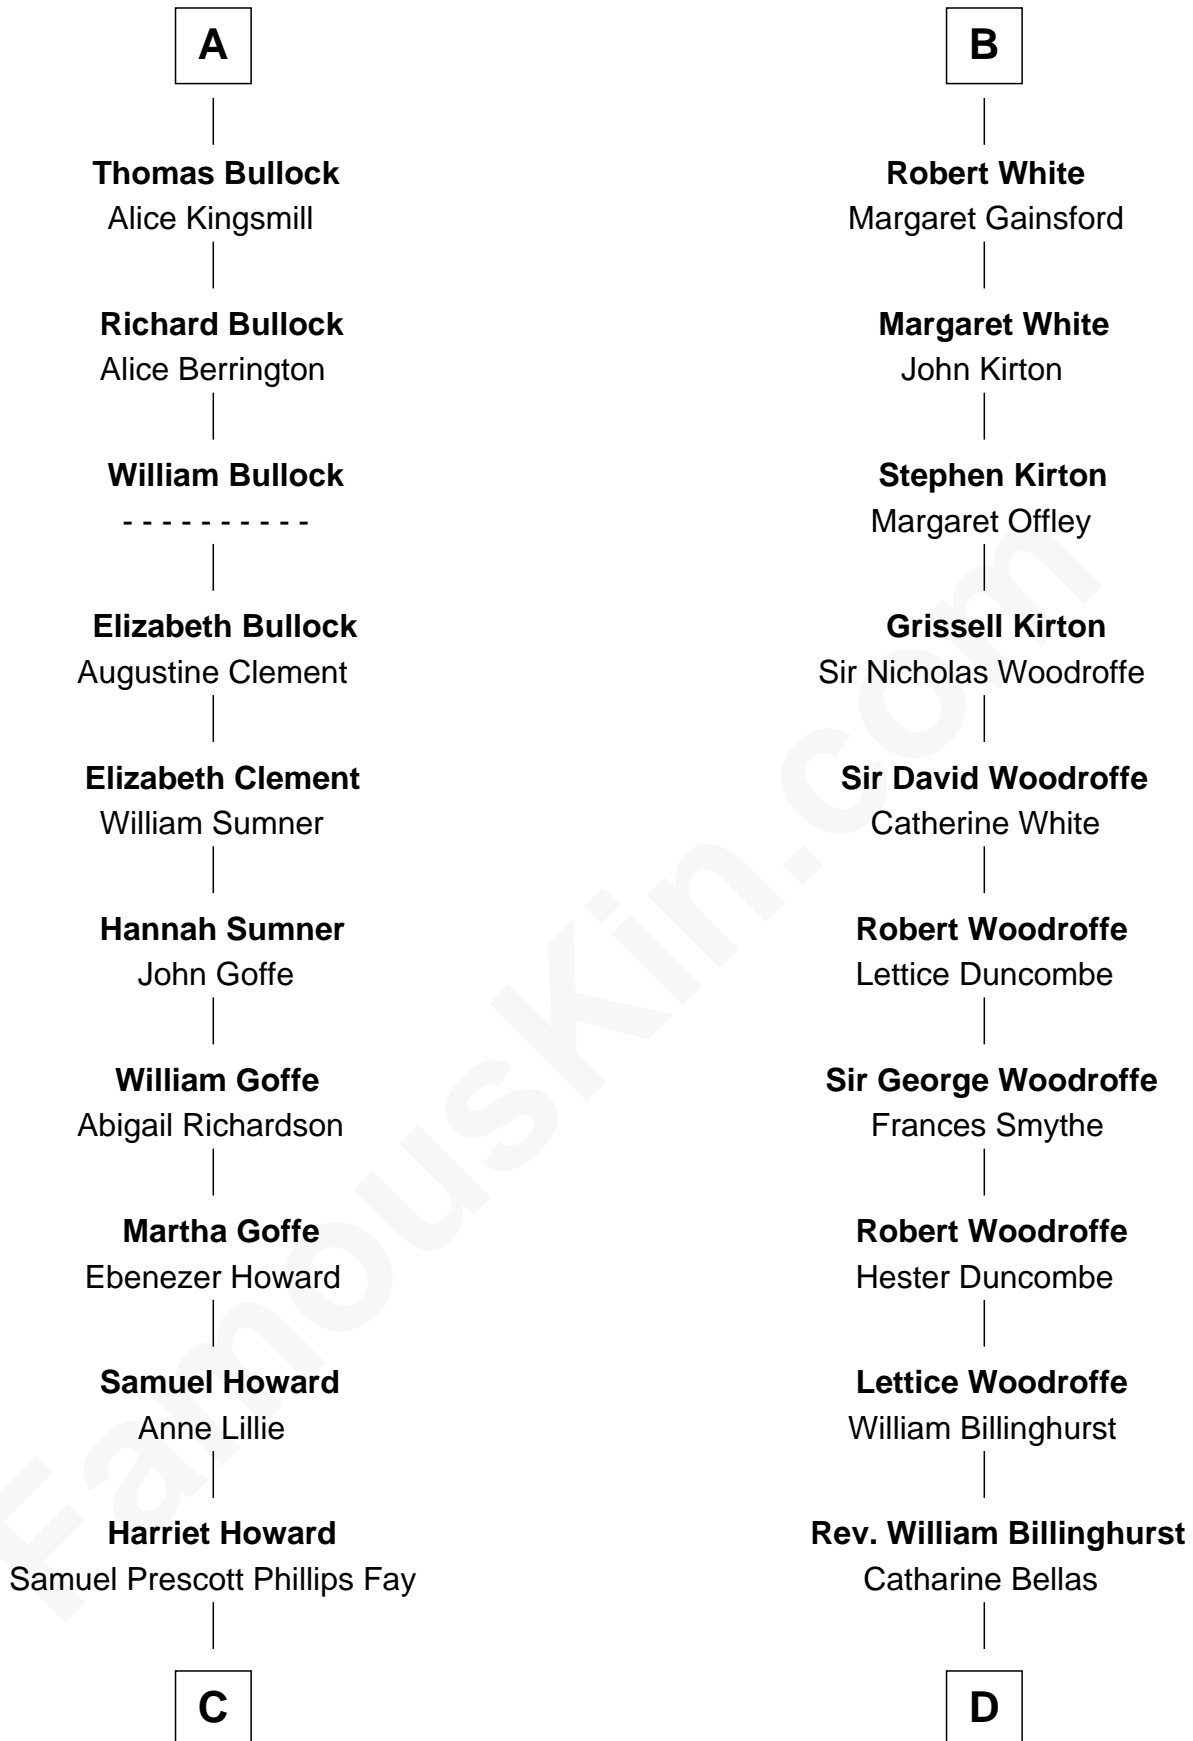 A
Thomas Bullock
Alice Kingsmill
Richard Bullock
Alice Berrington
William Bullock
- - - - - - - - - -
Elizabeth Bullock
Augustine Clement
Elizabeth Clement
William Sumner
Hannah Sumner
John Goffe
William Goffe
Abigail Richardson
Martha Goffe
Ebenezer Howard
Samuel Howard
Anne Lillie
Harriet Howard
Samuel Prescott Phillips Fay
C
B
Robert White
Margaret Gainsford
Margaret White
John Kirton
Stephen Kirton
Margaret Offley
Grissell Kirton
Sir Nicholas Woodroffe
Sir David Woodroffe
Catherine White
Robert Woodroffe
Lettice Duncombe
Sir George Woodroffe
Frances Smythe
Robert Woodroffe
Hester Duncombe
Lettice Woodroffe
William Billinghurst
Rev. William Billinghurst
Catharine Bellas
D
FamousKin.com